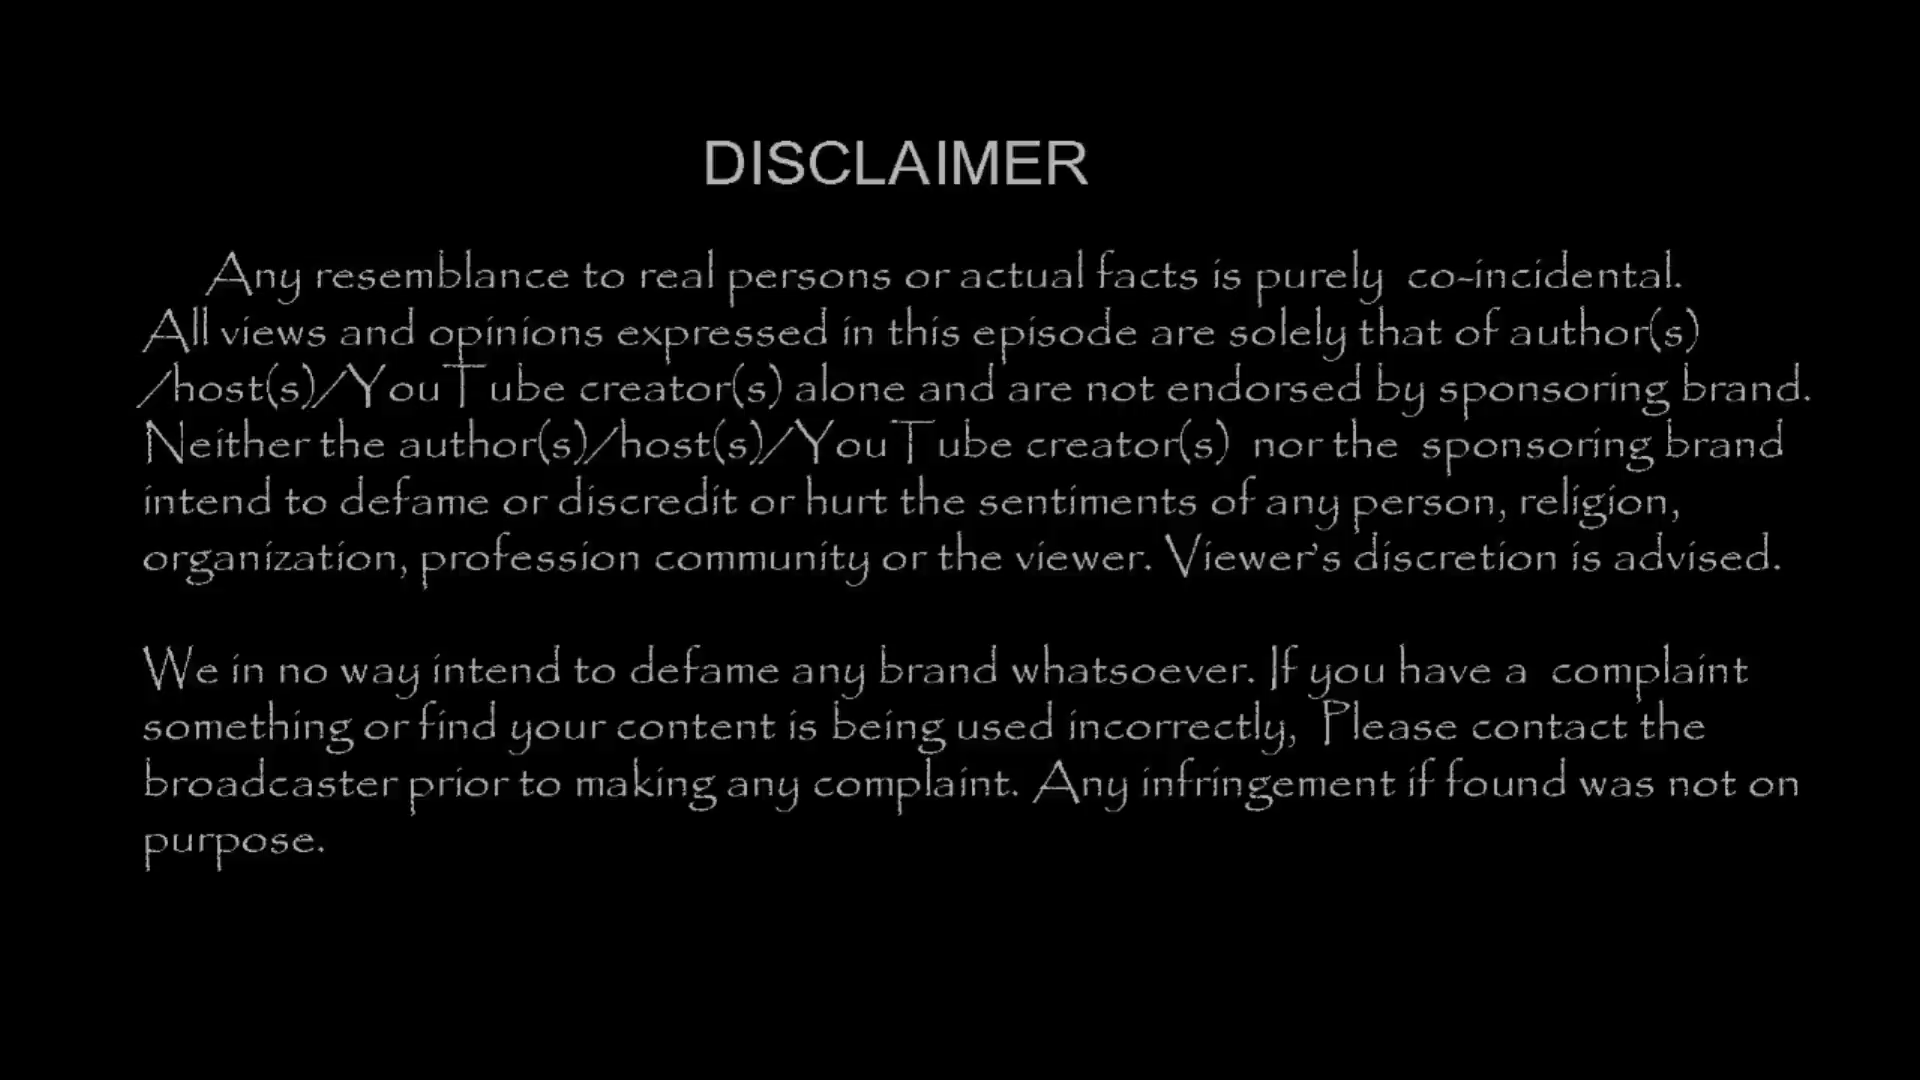 DISCLAIMER
Any resemblance to real persons or actual facts is purely co-incidental.
All views and opinions expressed in this episode are solely that of author(s)
/host(s)/YouTube creator(s) alone and are not endorsed by sponsoring brand.
Neither the author(s)/host(s)/YouTube creator(s) nor the sponsoring brand
intend to defame or discredit or hurt the sentiments of any person, religion,
organization, profession community or the viewer. Viewer's discretion is advised.
We in no way intend to defame any brand whatsoever. If you have a complaint
something or find your content is being used incorrectly, Please contact the
broadcaster prior to making any complaint. Any infringement if found was not on
purpose.